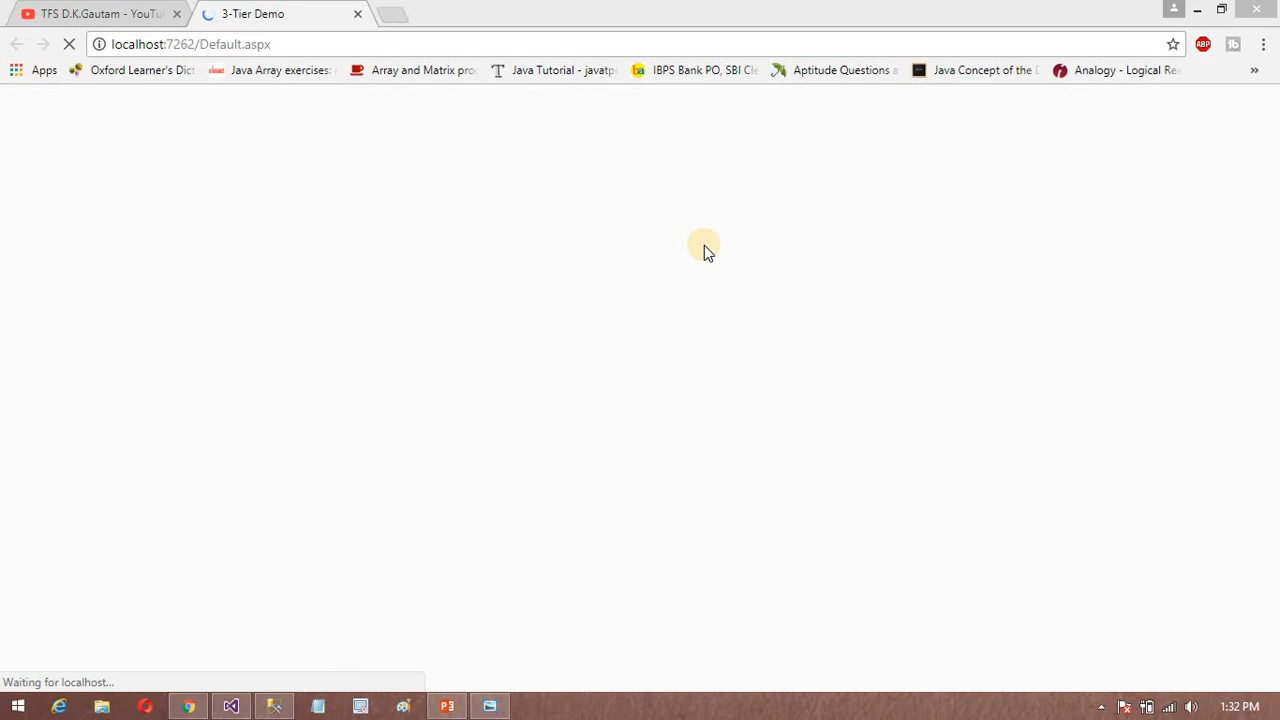 TFS D.K.Gautam - YouTu
3-Tier Demo
localhost:7262/Default.aspx
ABP
Apps
Oxford Learner's Dict
Java Array exercises:
Array and Matrix pro
Java Tutorial - javatp
IBPS Bank PO, SBI Cle
Aptitude Questions a
Java Concept of the D
Analogy - Logical Rea
»
Waiting for localhost...
1:32 PM